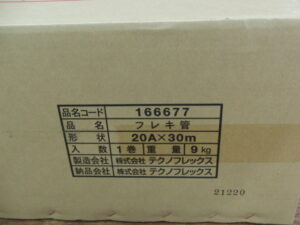 品名コード 166677
品名 フレキ管
形状 20A×30m
入数 1巻 重量 9kg
製造会社 株式会社 テクノフレックス
納品会社 株式会社 テクノフレックス
21220